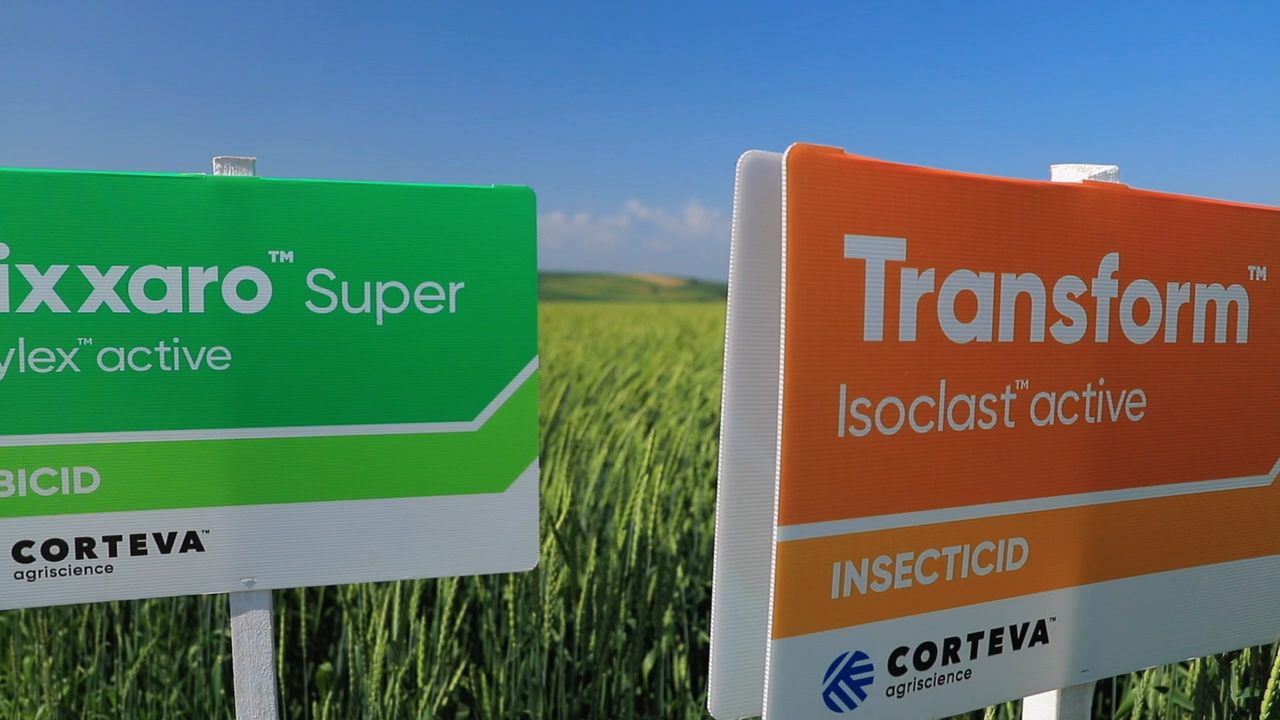 ixxaro™ Super
ylex™ active
BICID
CORTEVA™
agriscience
Transform™
Isoclast™ active
INSECTICID
CORTEVA™
agriscience